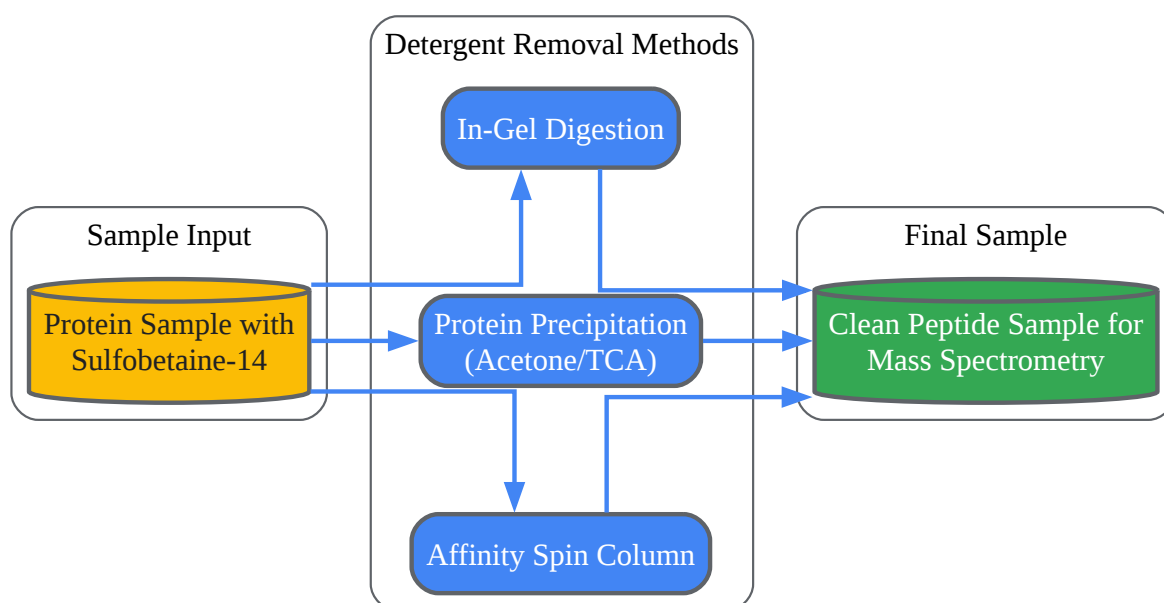 Detergent Removal Methods
In-Gel Digestion
Sample Input
Protein Sample with
Sulfobetaine-14
Protein Precipitation
(Acetone/TCA)
Affinity Spin Column
Final Sample
Clean Peptide Sample for
Mass Spectrometry